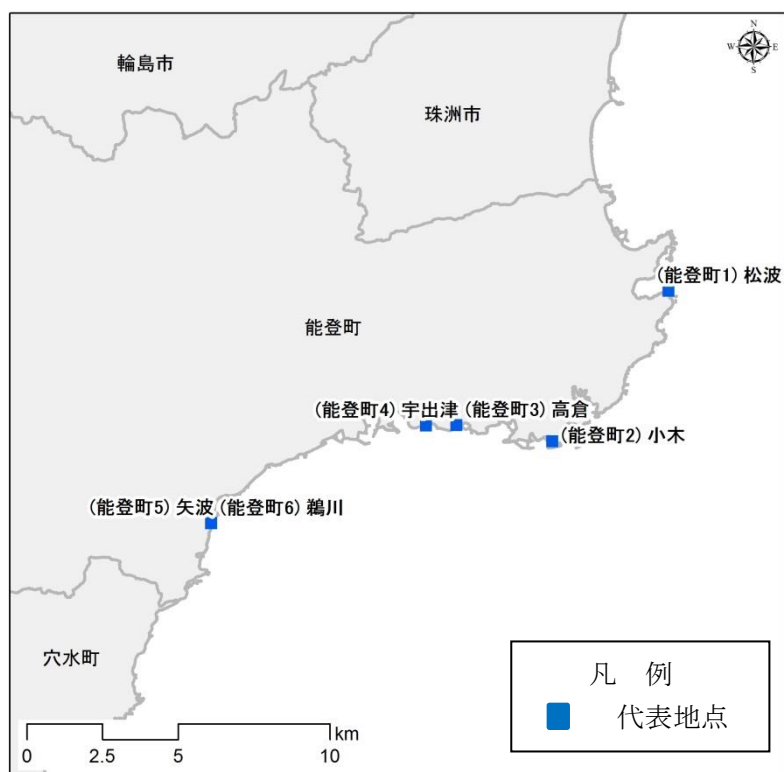 輪島市
珠洲市
N
W
E
S
(能登町1) 松波
能登町
(能登町4) 宇出津 (能登町3) 高倉
(能登町2) 小木
(能登町5) 矢波 (能登町6) 鵜川
穴水町
凡 例
代表地点
km
0 2.5 5 10